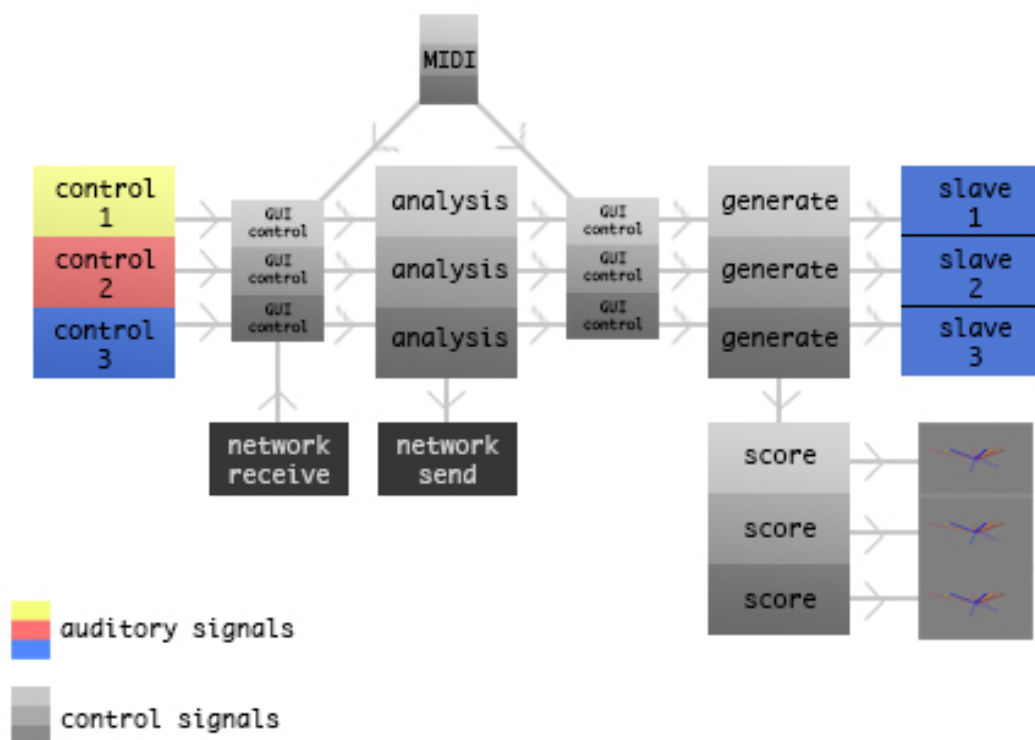 MIDI
control
1
control
2
control
3
GUI
control
GUI
control
GUI
control
analysis
analysis
analysis
GUI
control
GUI
control
GUI
control
generate
generate
generate
slave
1
slave
2
slave
3
network
receive
network
send
score
score
score
auditory signals
control signals